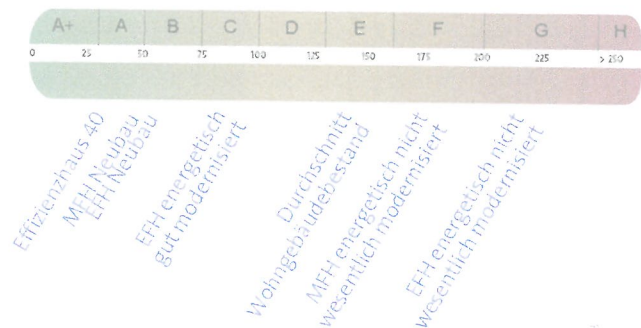 A+ A B C D E F G H
0 25 50 75 100 125 150 175 200 225 > 250
Effizienzhaus 40
MFH Neubau
EFH Neubau
EFH energetisch
gut modernisiert
Durchschnitt
Wohngebäudebestand
MFH energetisch nicht
wesentlich modernisiert
EFH energetisch nicht
wesentlich modernisiert